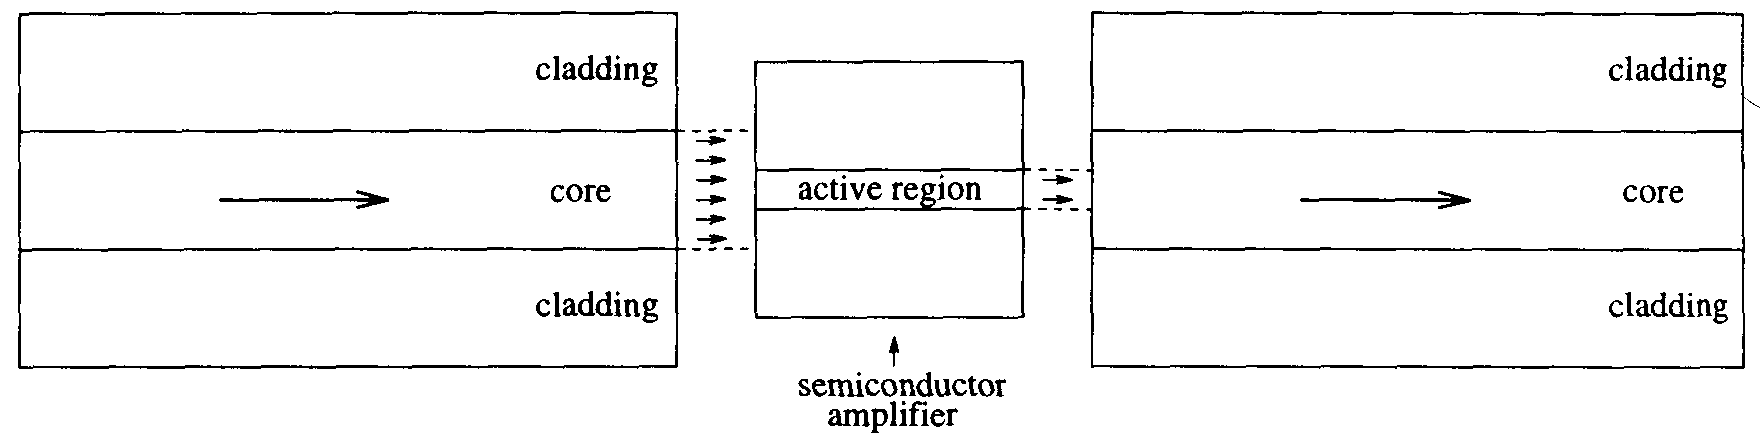 cladding
core
cladding
active region
semiconductor
amplifier
cladding
core
cladding